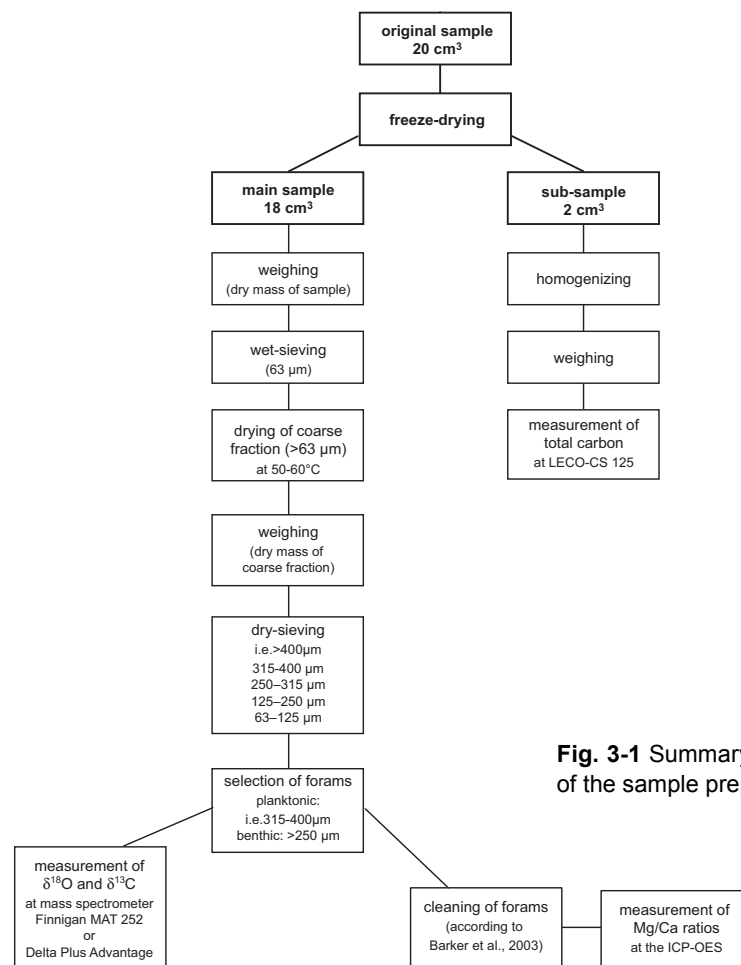 original sample
20 cm³
freeze-drying
main sample
18 cm³
sub-sample
2 cm³
weighing
(dry mass of sample)
homogenizing
wet-sieving
(63 µm)
weighing
drying of coarse
fraction (>63 µm)
at 50-60°C
measurement of
total carbon
at LECO-CS 125
weighing
(dry mass of
coarse fraction)
dry-sieving
i.e.>400µm
315-400 µm
250–315 µm
125–250 µm
63–125 µm
Fig. 3-1 Summary
of the sample pre
selection of forams
planktonic:
i.e.315-400µm
benthic: >250 µm
measurement of
δ¹⁸O and δ¹³C
at mass spectrometer
Finnigan MAT 252
or
Delta Plus Advantage
cleaning of forams
(according to
Barker et al., 2003)
measurement of
Mg/Ca ratios
at the ICP-OES